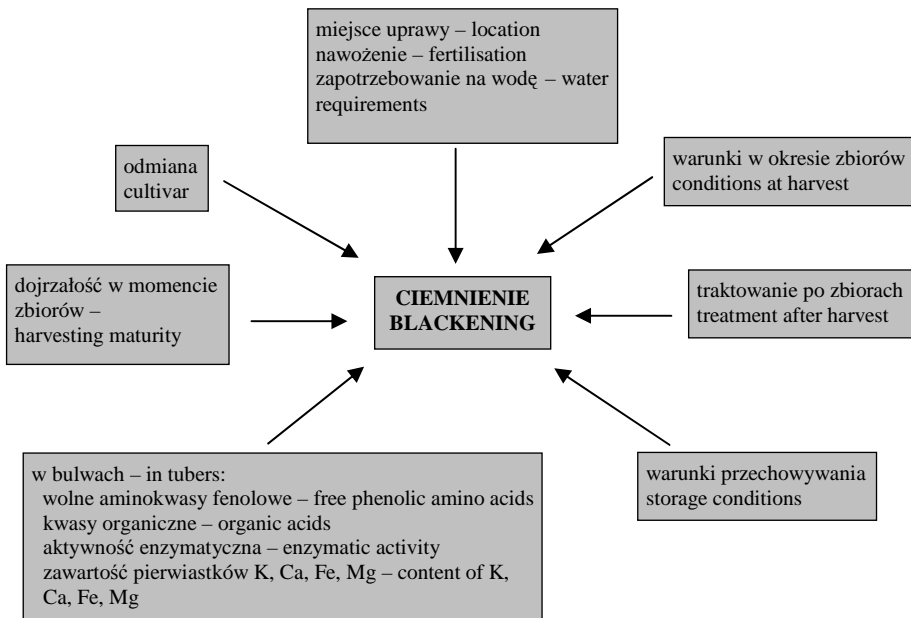 miejsce uprawy – location
nawożenie – fertilisation
zapotrzebowanie na wodę – water
requirements
odmiana
cultivar
warunki w okresie zbiorów
conditions at harvest
dojrzałość w momencie
zbiorów –
harvesting maturity
CIEMNIENIE
BLACKENING
traktowanie po zbiorach
treatment after harvest
w bulwach – in tubers:
wolne aminokwasy fenolowe – free phenolic amino acids
kwasy organiczne – organic acids
aktywność enzymatyczna – enzymatic activity
zawartość pierwiastków K, Ca, Fe, Mg – content of K,
Ca, Fe, Mg
warunki przechowywania
storage conditions